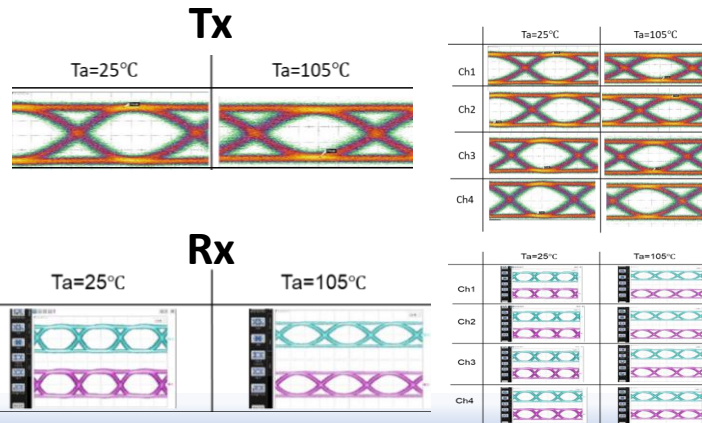 Tx
Ta=25℃ Ta=105℃
Rx
Ta=25℃ Ta=105℃
Ta=25℃ Ta=105℃
Ch1
Ch2
Ch3
Ch4
Ta=25℃ Ta=105℃
Ch1
Ch2
Ch3
Ch4